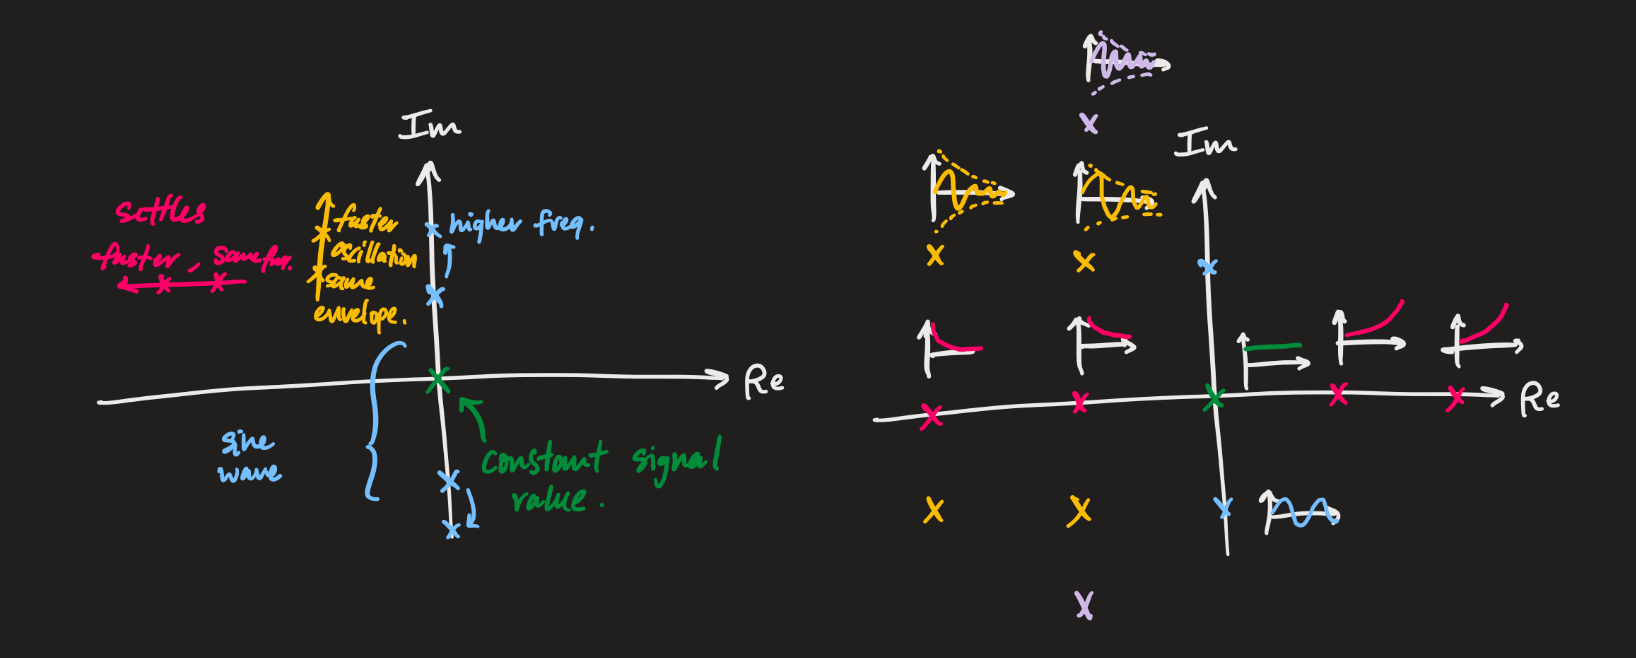 Im
settles
faster, same freq.
faster
oscillation
same
envelope.
higher freq.
Re
sine
wave
constant signal
value.
Im
Re